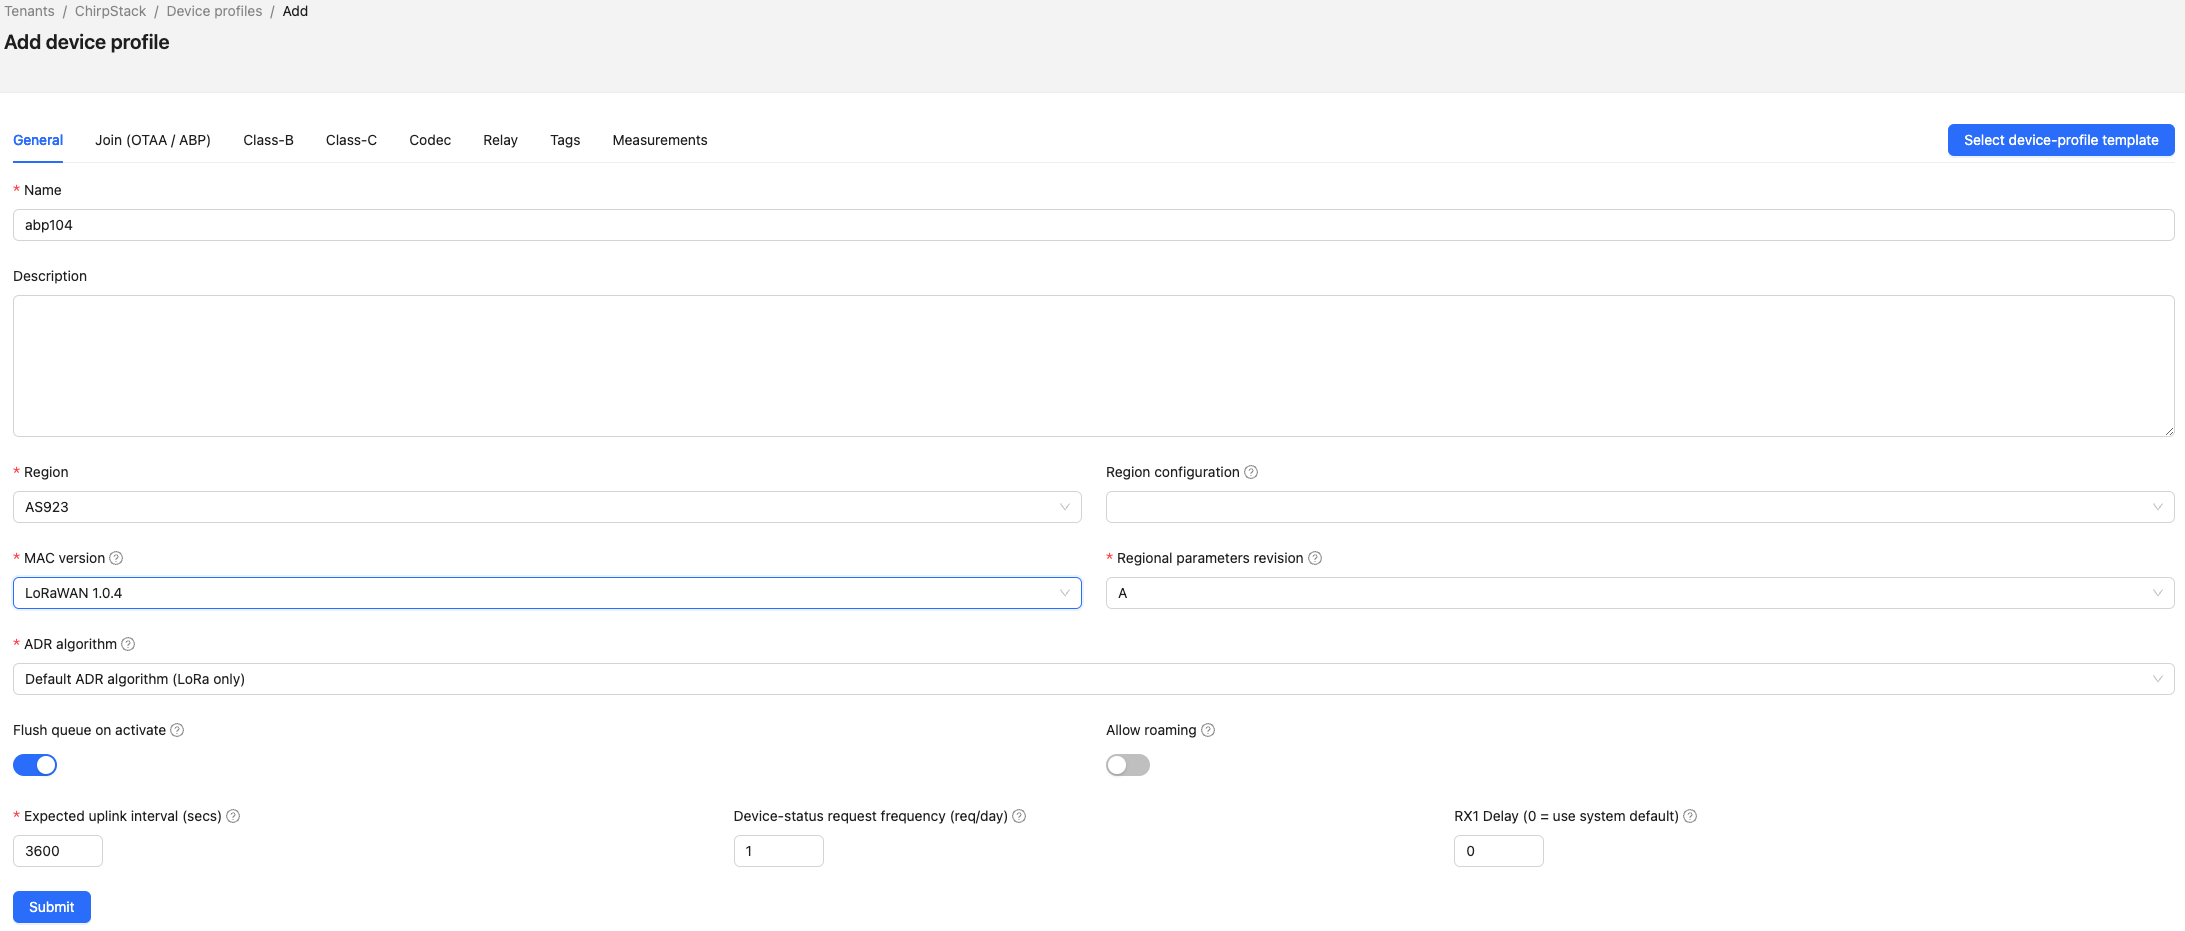 Tenants / ChirpStack / Device profiles / Add
Add device profile
General Join (OTAA / ABP) Class-B Class-C Codec Relay Tags Measurements Select device-profile template
* Name
abp104
Description
* Region Region configuration
AS923
* MAC version * Regional parameters revision
LoRaWAN 1.0.4 A
* ADR algorithm
Default ADR algorithm (LoRa only)
Flush queue on activate Allow roaming
* Expected uplink interval (secs) Device-status request frequency (req/day) RX1 Delay (0 = use system default)
3600 1 0
Submit